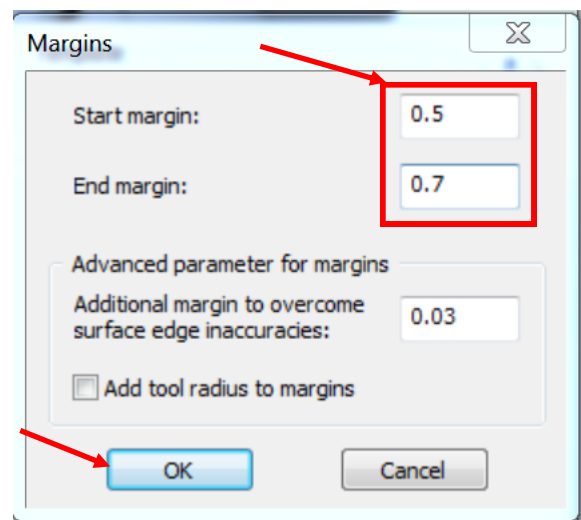 Margins
Start margin: 0.5
End margin: 0.7
Advanced parameter for margins
Additional margin to overcome
surface edge inaccuracies: 0.03
Add tool radius to margins
OK Cancel